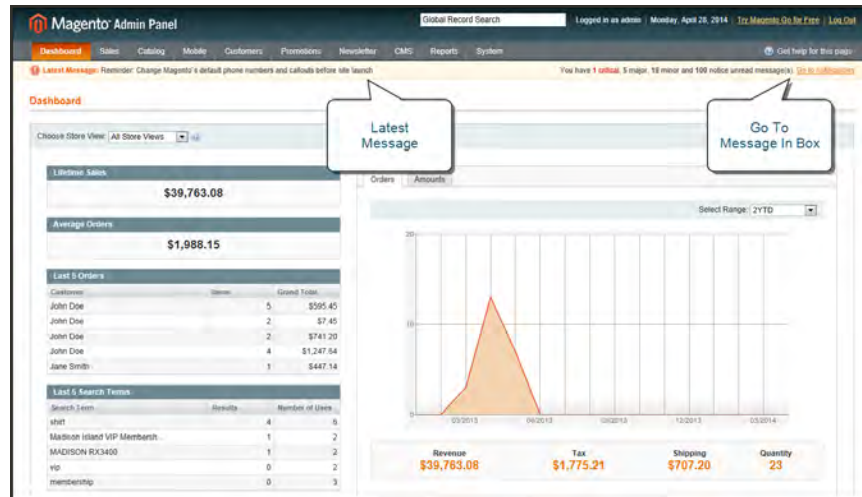 Magento Admin Panel
Global Record Search
Logged in as admin | Monday, April 28, 2014 | Try Magento Go for Free | Log Out
Dashboard Sales Catalog Mobile Customers Promotions Newsletter CMS Reports System
Get help for this page
Latest Message: Reminder: Change Magento's default phone numbers and callouts before site launch
You have 1 critical, 5 major, 18 minor and 109 notice unread message(s). Go to notifications
Dashboard
Latest
Message
Go To
Message In Box
Choose Store View: All Store Views
Lifetime Sales
$39,763.08
Average Orders
$1,988.15
Last 5 Orders
Customer Items Grand Total
John Doe 5 $595.45
John Doe 2 $7.45
John Doe 2 $741.20
John Doe 4 $1,247.64
Jane Smith 1 $447.14
Last 5 Search Terms
Search Term Results Number of Uses
shirt 4 6
Madison Island VIP Membersh... 1 2
MADISON RX3400 1 2
vip 0 2
membership 0 3
Orders Amounts
Select Range: 2YTD
20
10
0
03/2013 06/2013 09/2013 12/2013 03/2014
Revenue Tax Shipping Quantity
$39,763.08 $1,775.21 $707.20 23